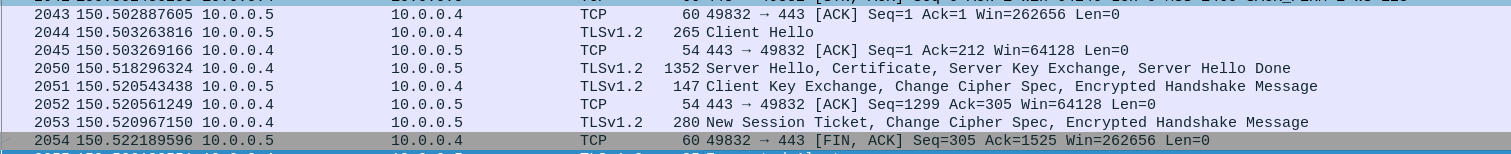 2043 150.502887605 10.0.0.5 10.0.0.4 TCP 60 49832 → 443 [ACK] Seq=1 Ack=1 Win=262656 Len=0
2044 150.503263816 10.0.0.5 10.0.0.4 TLSv1.2 265 Client Hello
2045 150.503269166 10.0.0.4 10.0.0.5 TCP 54 443 → 49832 [ACK] Seq=1 Ack=212 Win=64128 Len=0
2050 150.518296324 10.0.0.4 10.0.0.5 TLSv1.2 1352 Server Hello, Certificate, Server Key Exchange, Server Hello Done
2051 150.520543438 10.0.0.5 10.0.0.4 TLSv1.2 147 Client Key Exchange, Change Cipher Spec, Encrypted Handshake Message
2052 150.520561249 10.0.0.4 10.0.0.5 TCP 54 443 → 49832 [ACK] Seq=1299 Ack=305 Win=64128 Len=0
2053 150.520967150 10.0.0.4 10.0.0.5 TLSv1.2 280 New Session Ticket, Change Cipher Spec, Encrypted Handshake Message
2054 150.522189596 10.0.0.5 10.0.0.4 TCP 60 49832 → 443 [FIN, ACK] Seq=305 Ack=1525 Win=262656 Len=0